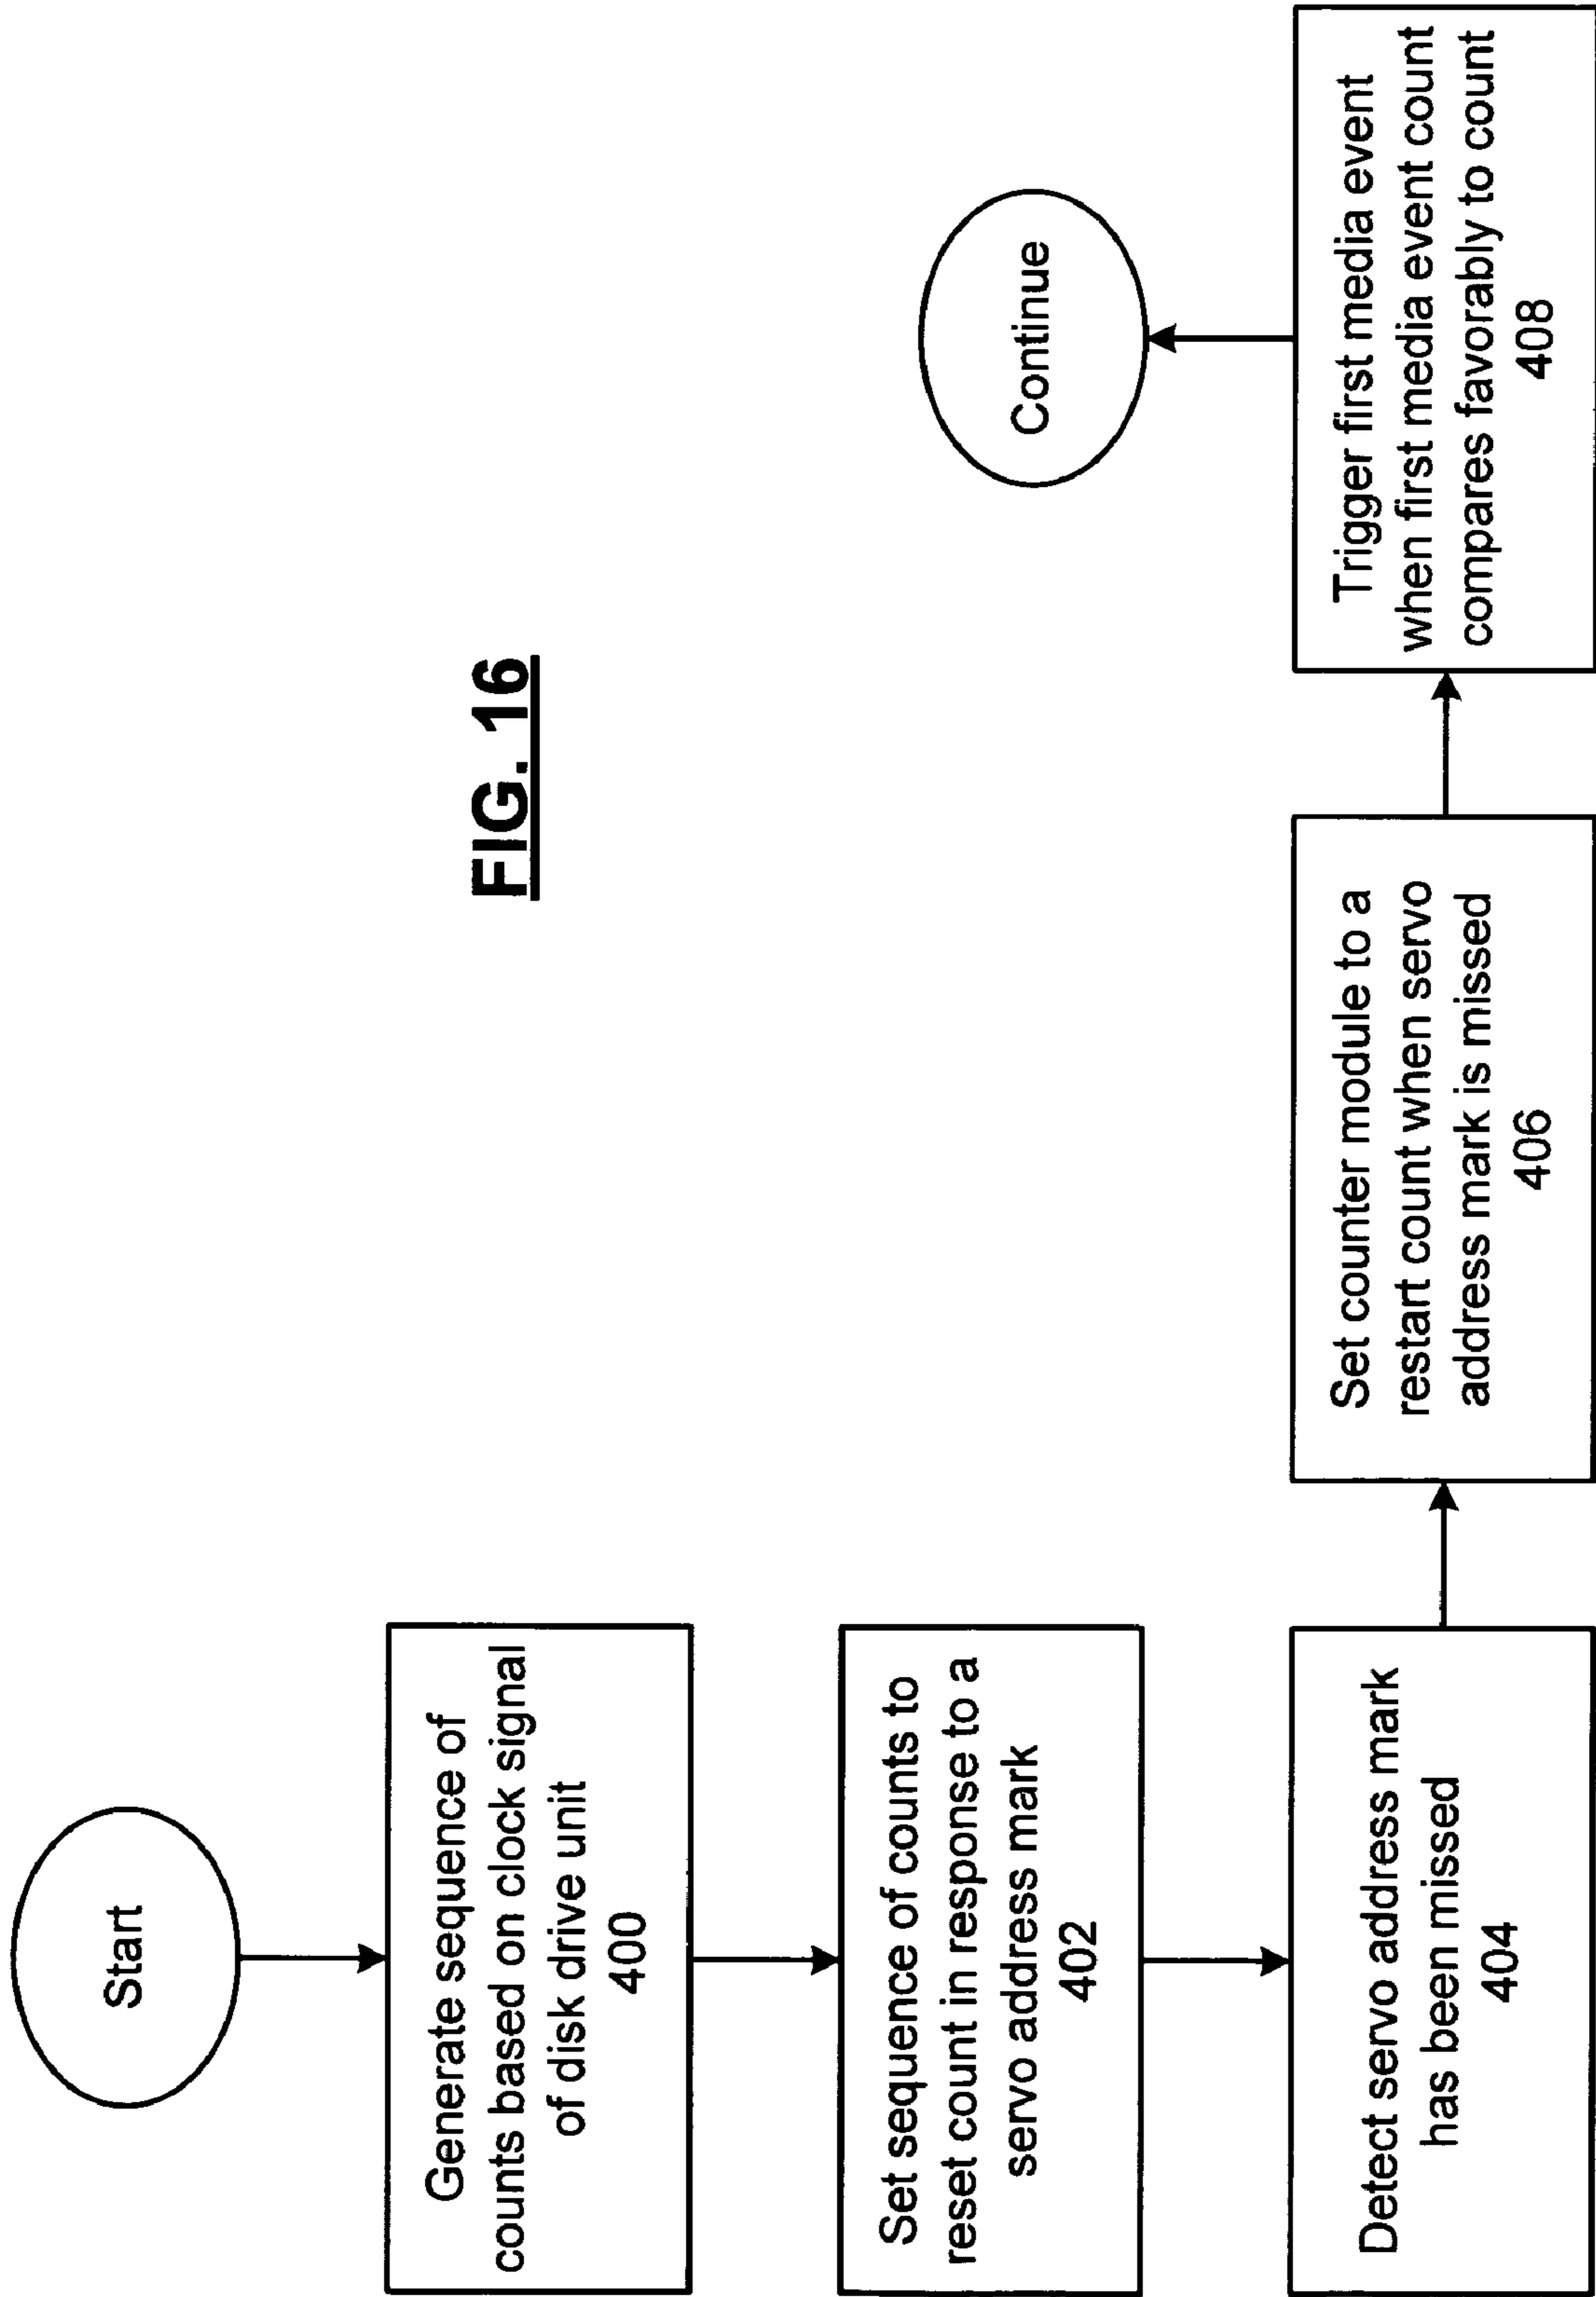 FIG. 16
Start
Generate sequence of
counts based on clock signal
of disk drive unit
400
Set sequence of counts to
reset count in response to a
servo address mark
402
Detect servo address mark
has been missed
404
Set counter module to a
restart count when servo
address mark is missed
406
Trigger first media event
when first media event count
compares favorably to count
408
Continue